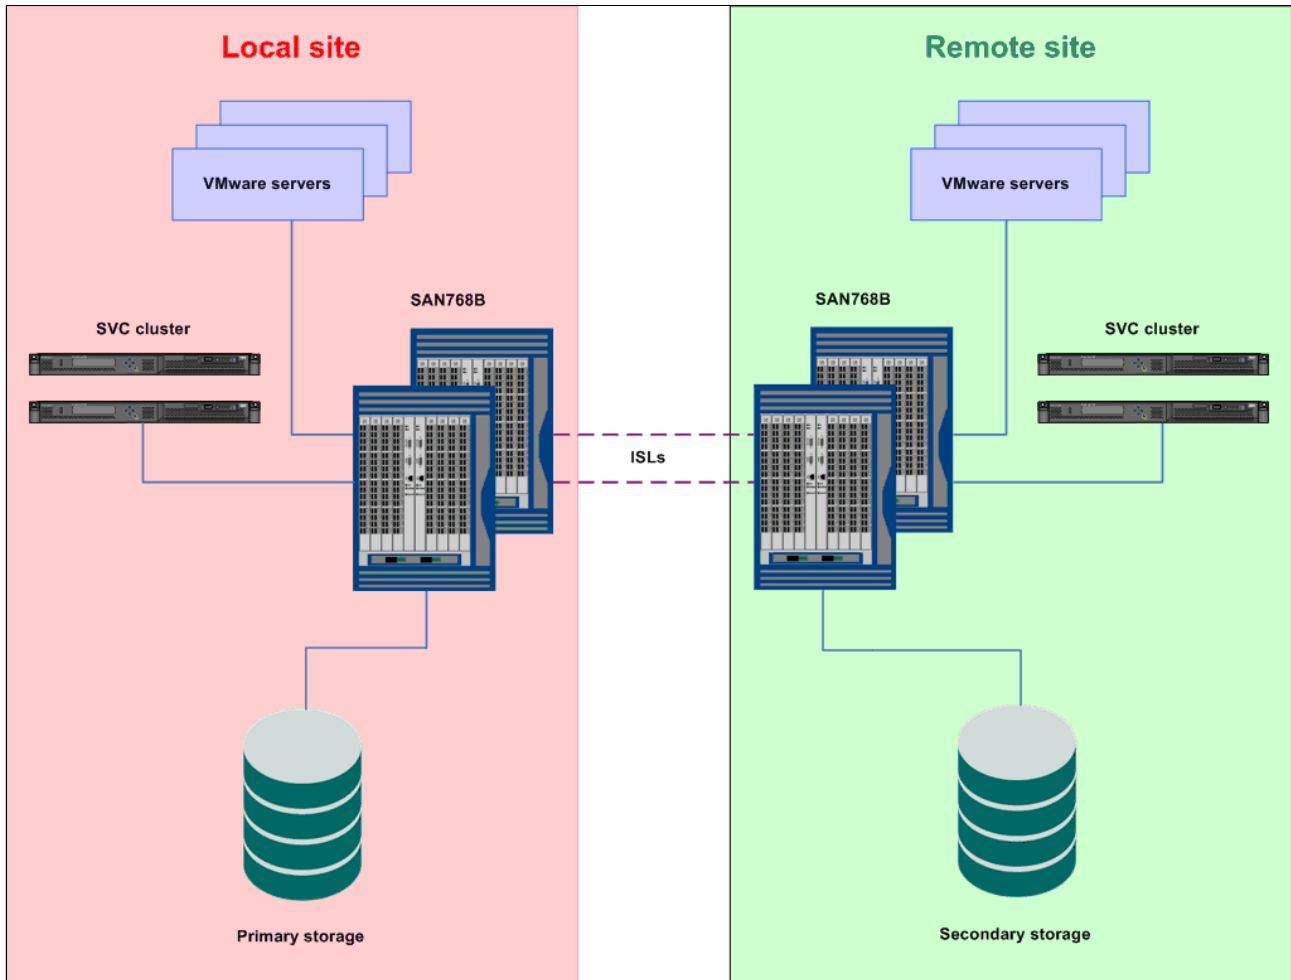 Local site
Remote site
VMware servers
VMware servers
SAN768B
SAN768B
SVC cluster
SVC cluster
ISLs
Primary storage
Secondary storage